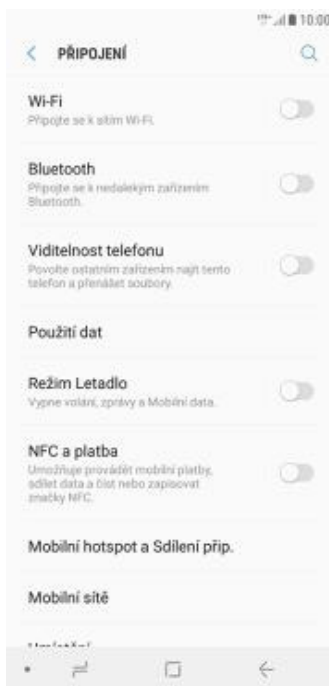 10:00
PŘIPOJENÍ
Wi-Fi
Připojte se k sítím Wi-Fi.
Bluetooth
Připojte se k nedalekým zařízením
Bluetooth.
Viditelnost telefonu
Povolte ostatním zařízením najít tento
telefon a přenášet soubory.
Použití dat
Režim Letadlo
Vypne volání, zprávy a Mobilní data.
NFC a platba
Umožňuje provádět mobilní platby,
sdílet data a číst nebo zapisovat
značky NFC.
Mobilní hotspot a Sdílení přip.
Mobilní sítě